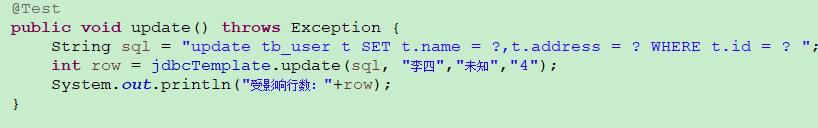 @Test
public void update() throws Exception {
String sql = "update tb_user t SET t.name = ?,t.address = ? WHERE t.id = ? ";
int row = jdbcTemplate.update(sql, "李四","未知","4");
System.out.println("受影响行数："+row);
}